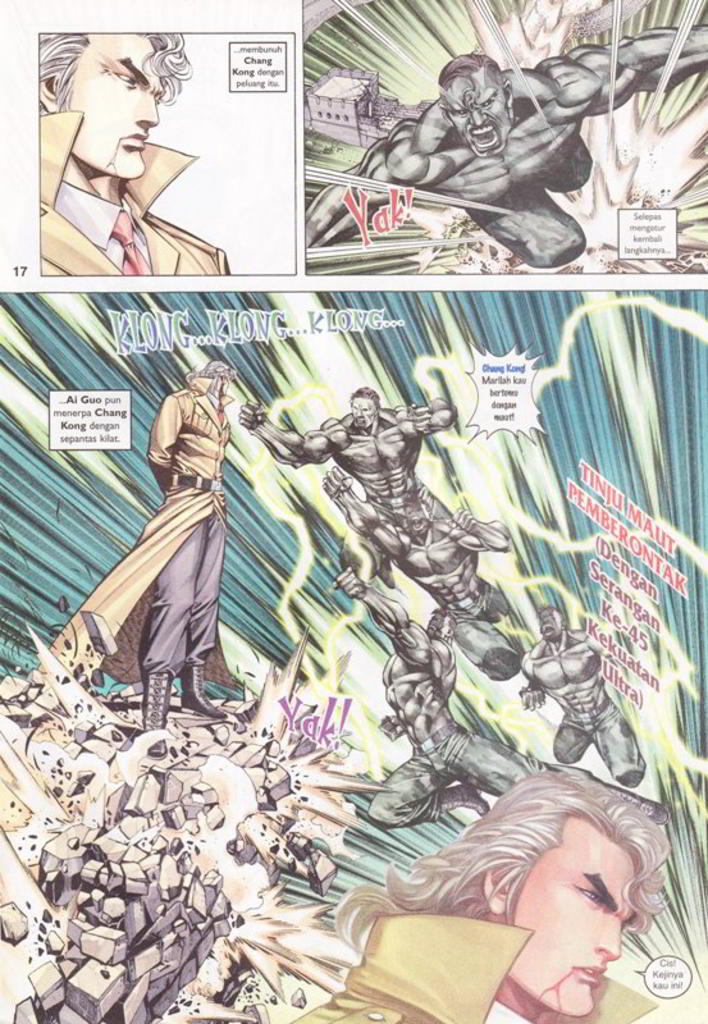 ...membunuh
Chang
Kong dengan
peluang itu.
Yak!
Selepas
mengatur
kembali
langkahnya...
17
KLONG...KLONG...KLONG...
...Ai Guo pun
menerpa Chang
Kong dengan
sepantas kilat.
Chang Kong!
Marilah kau
bertemu
dengan
maut!
TINJU MAUT
PEMBERONTAK
(Dengan
Serangan
Ke-45
Kekuatan
Ultra)
Yak!
Cis!
Kejinya
kau ini!